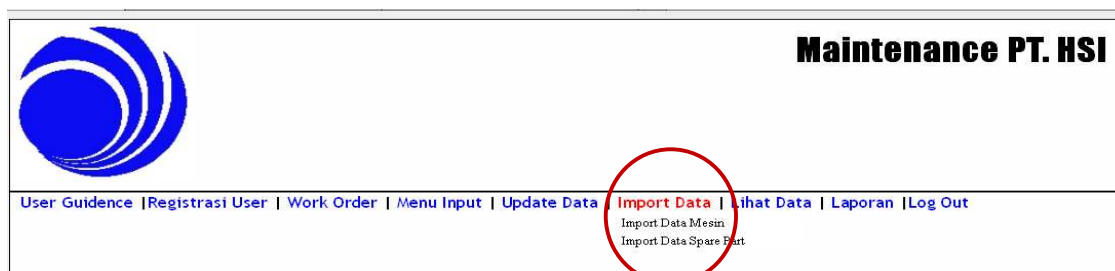 Maintenance PT. HSI
User Guidence |Registrasi User | Work Order | Menu Input | Update Data | Import Data | Lihat Data | Laporan |Log Out
Import Data Mesin
Import Data Spare Part